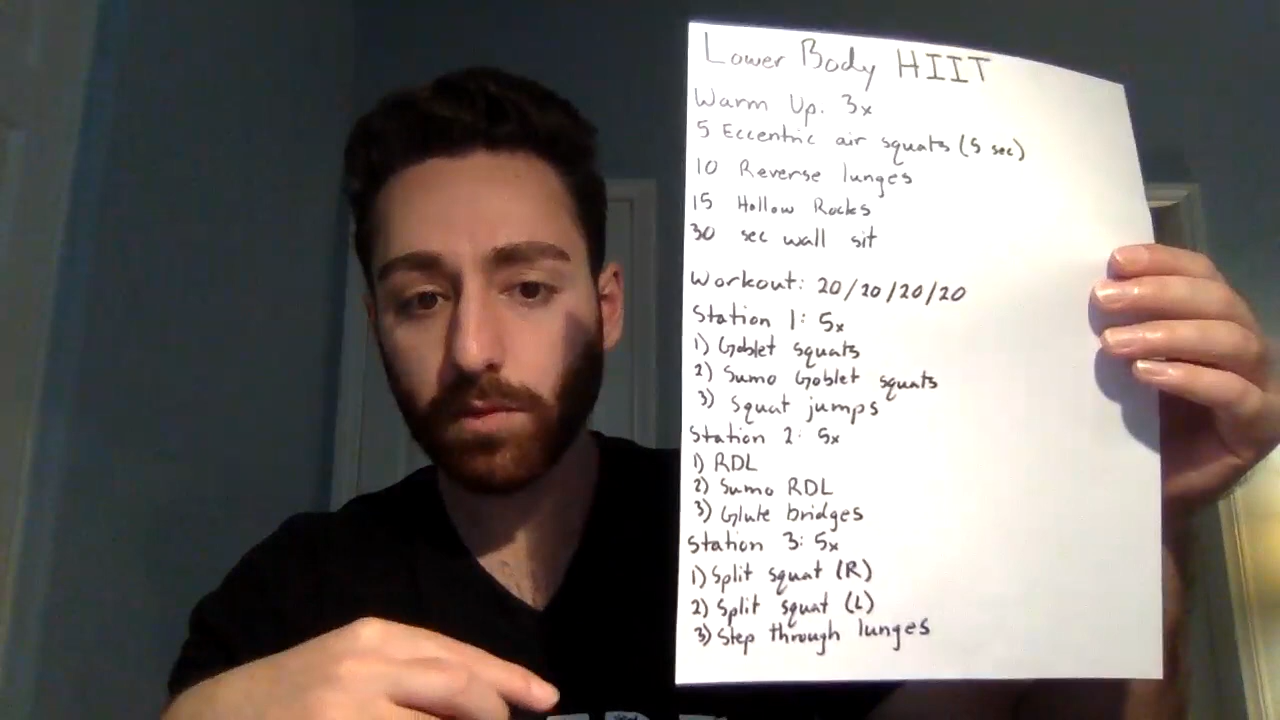 Lower Body HIIT
Warm Up. 3x
5 Eccentric air squats (5 sec)
10 Reverse lunges
15 Hollow Rocks
30 sec wall sit
Workout: 20/20/20/20
Station 1: 5x
1) Goblet squats
2) Sumo Goblet squats
3) Squat jumps
Station 2: 5x
1) RDL
2) Sumo RDL
3) Glute bridges
Station 3: 5x
1) Split squat (R)
2) Split squat (L)
3) Step through lunges